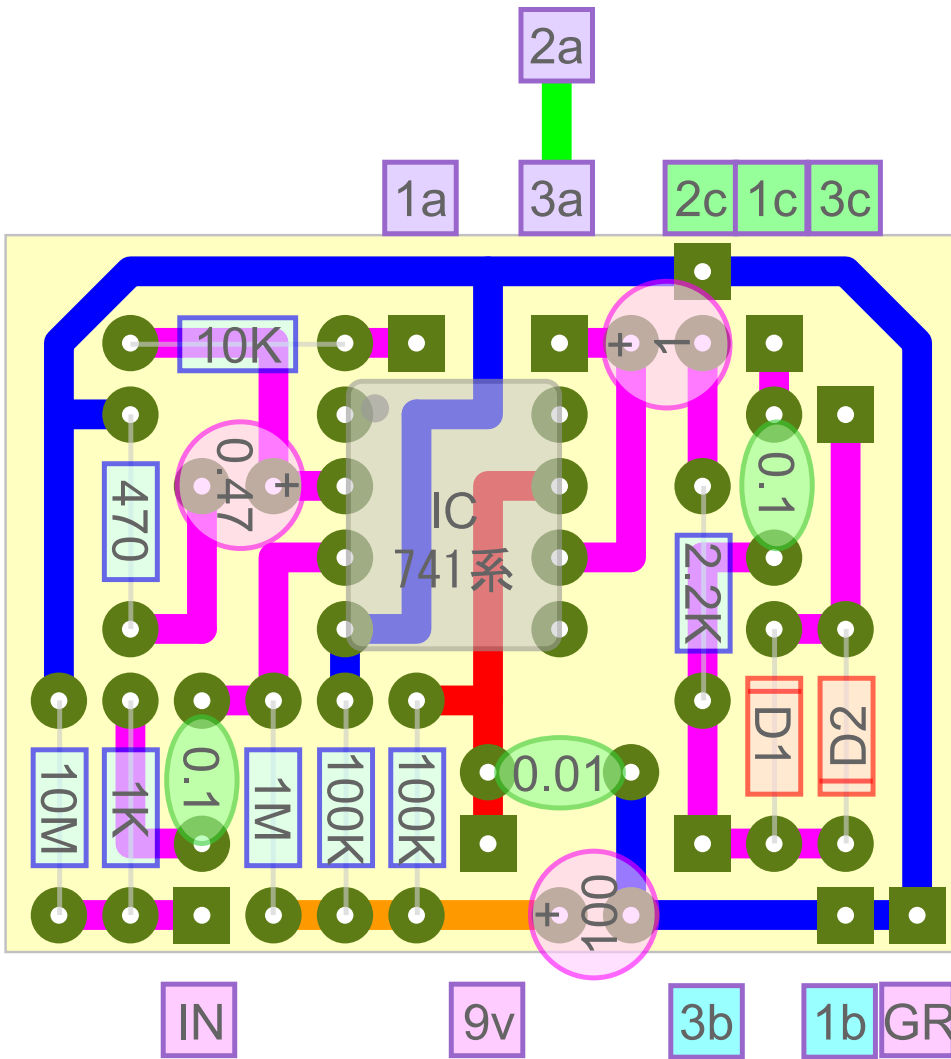 2a
1a
3a
2c
1c
3c
10K
+
1
0.47
+
470
IC
741系
0.1
2.2K
10M
1K
0.1
1M
100K
100K
0.01
D1
D2
+
100
IN
9v
3b
1b
GR